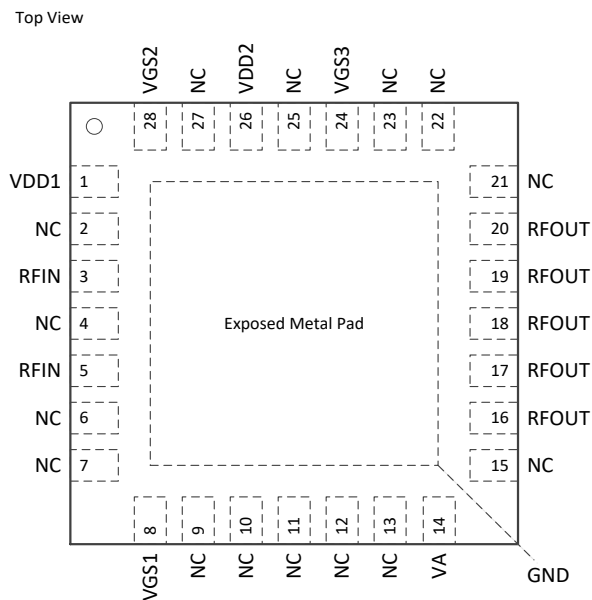 Top View
VGS2
NC
VDD2
NC
VGS3
NC
NC
28
27
26
25
24
23
22
VDD1 1
NC 2
RFIN 3
NC 4
RFIN 5
NC 6
NC 7
21 NC
20 RFOUT
19 RFOUT
18 RFOUT
17 RFOUT
16 RFOUT
15 NC
Exposed Metal Pad
8
9
10
11
12
13
14
VGS1
NC
NC
NC
NC
NC
VA
GND